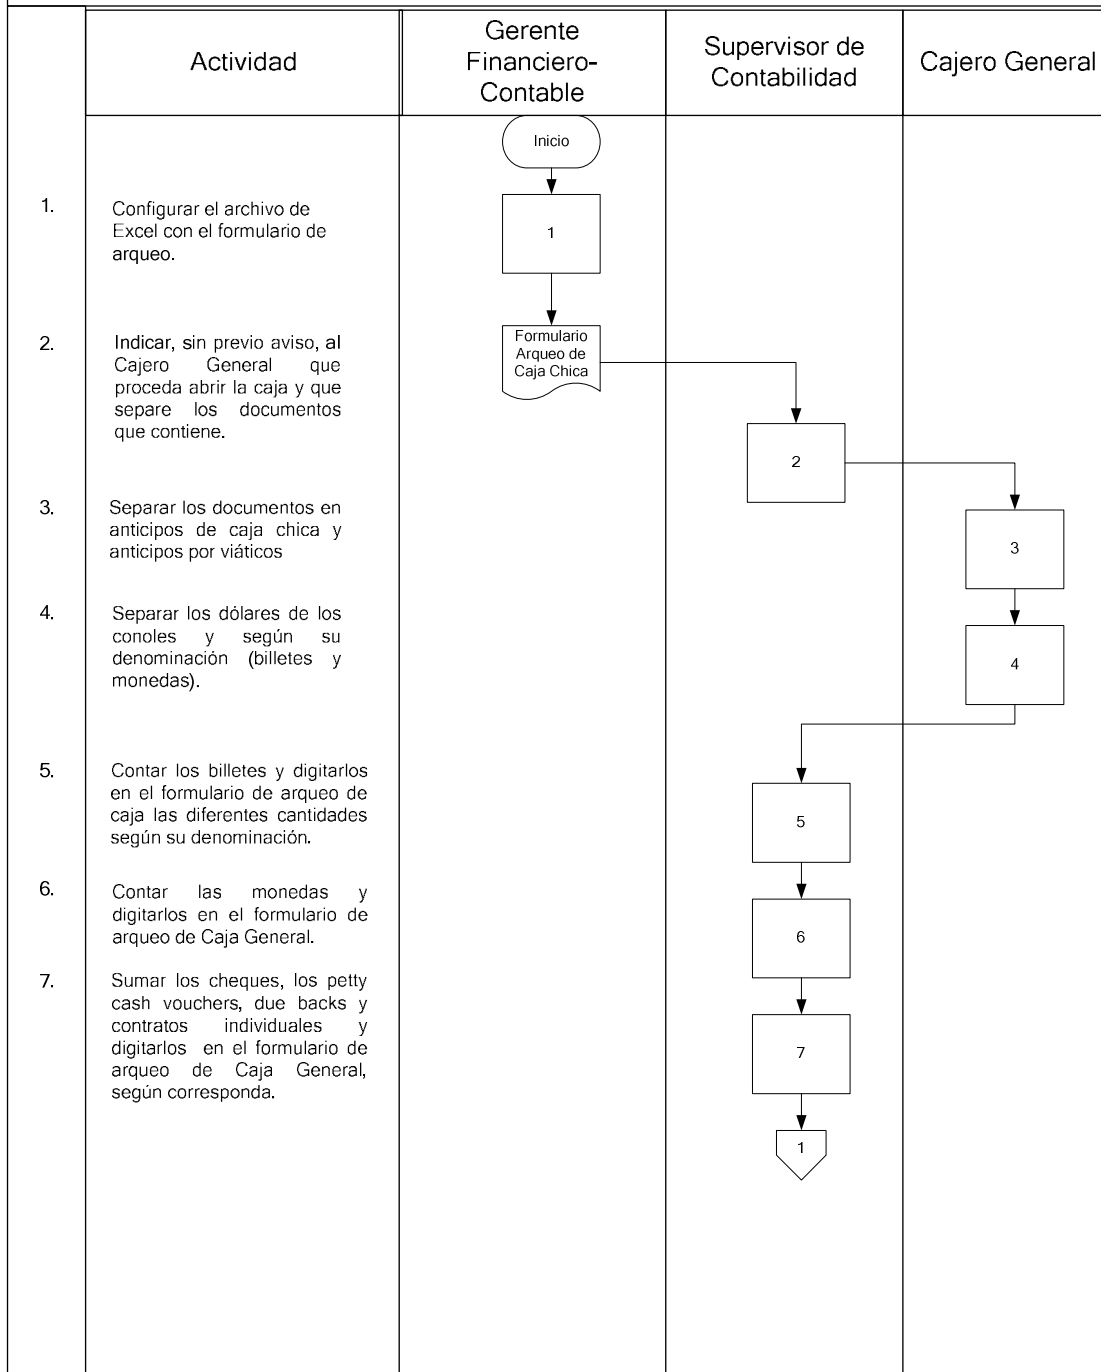 Actividad
Gerente
Financiero-
Contable
Supervisor de
Contabilidad
Cajero General
Inicio
1.
Configurar el archivo de
Excel con el formulario de
arqueo.
1
2.
Indicar, sin previo aviso, al
Cajero General que
proceda abrir la caja y que
separe los documentos
que contiene.
Formulario
Arqueo de
Caja Chica
2
3.
Separar los documentos en
anticipos de caja chica y
anticipos por viáticos
3
4.
Separar los dólares de los
conoles y según su
denominación (billetes y
monedas).
4
5.
Contar los billetes y digitarlos
en el formulario de arqueo de
caja las diferentes cantidades
según su denominación.
5
6.
Contar las monedas y
digitarlos en el formulario de
arqueo de Caja General.
6
7.
Sumar los cheques, los petty
cash vouchers, due backs y
contratos individuales y
digitarlos en el formulario de
arqueo de Caja General,
según corresponda.
7
1